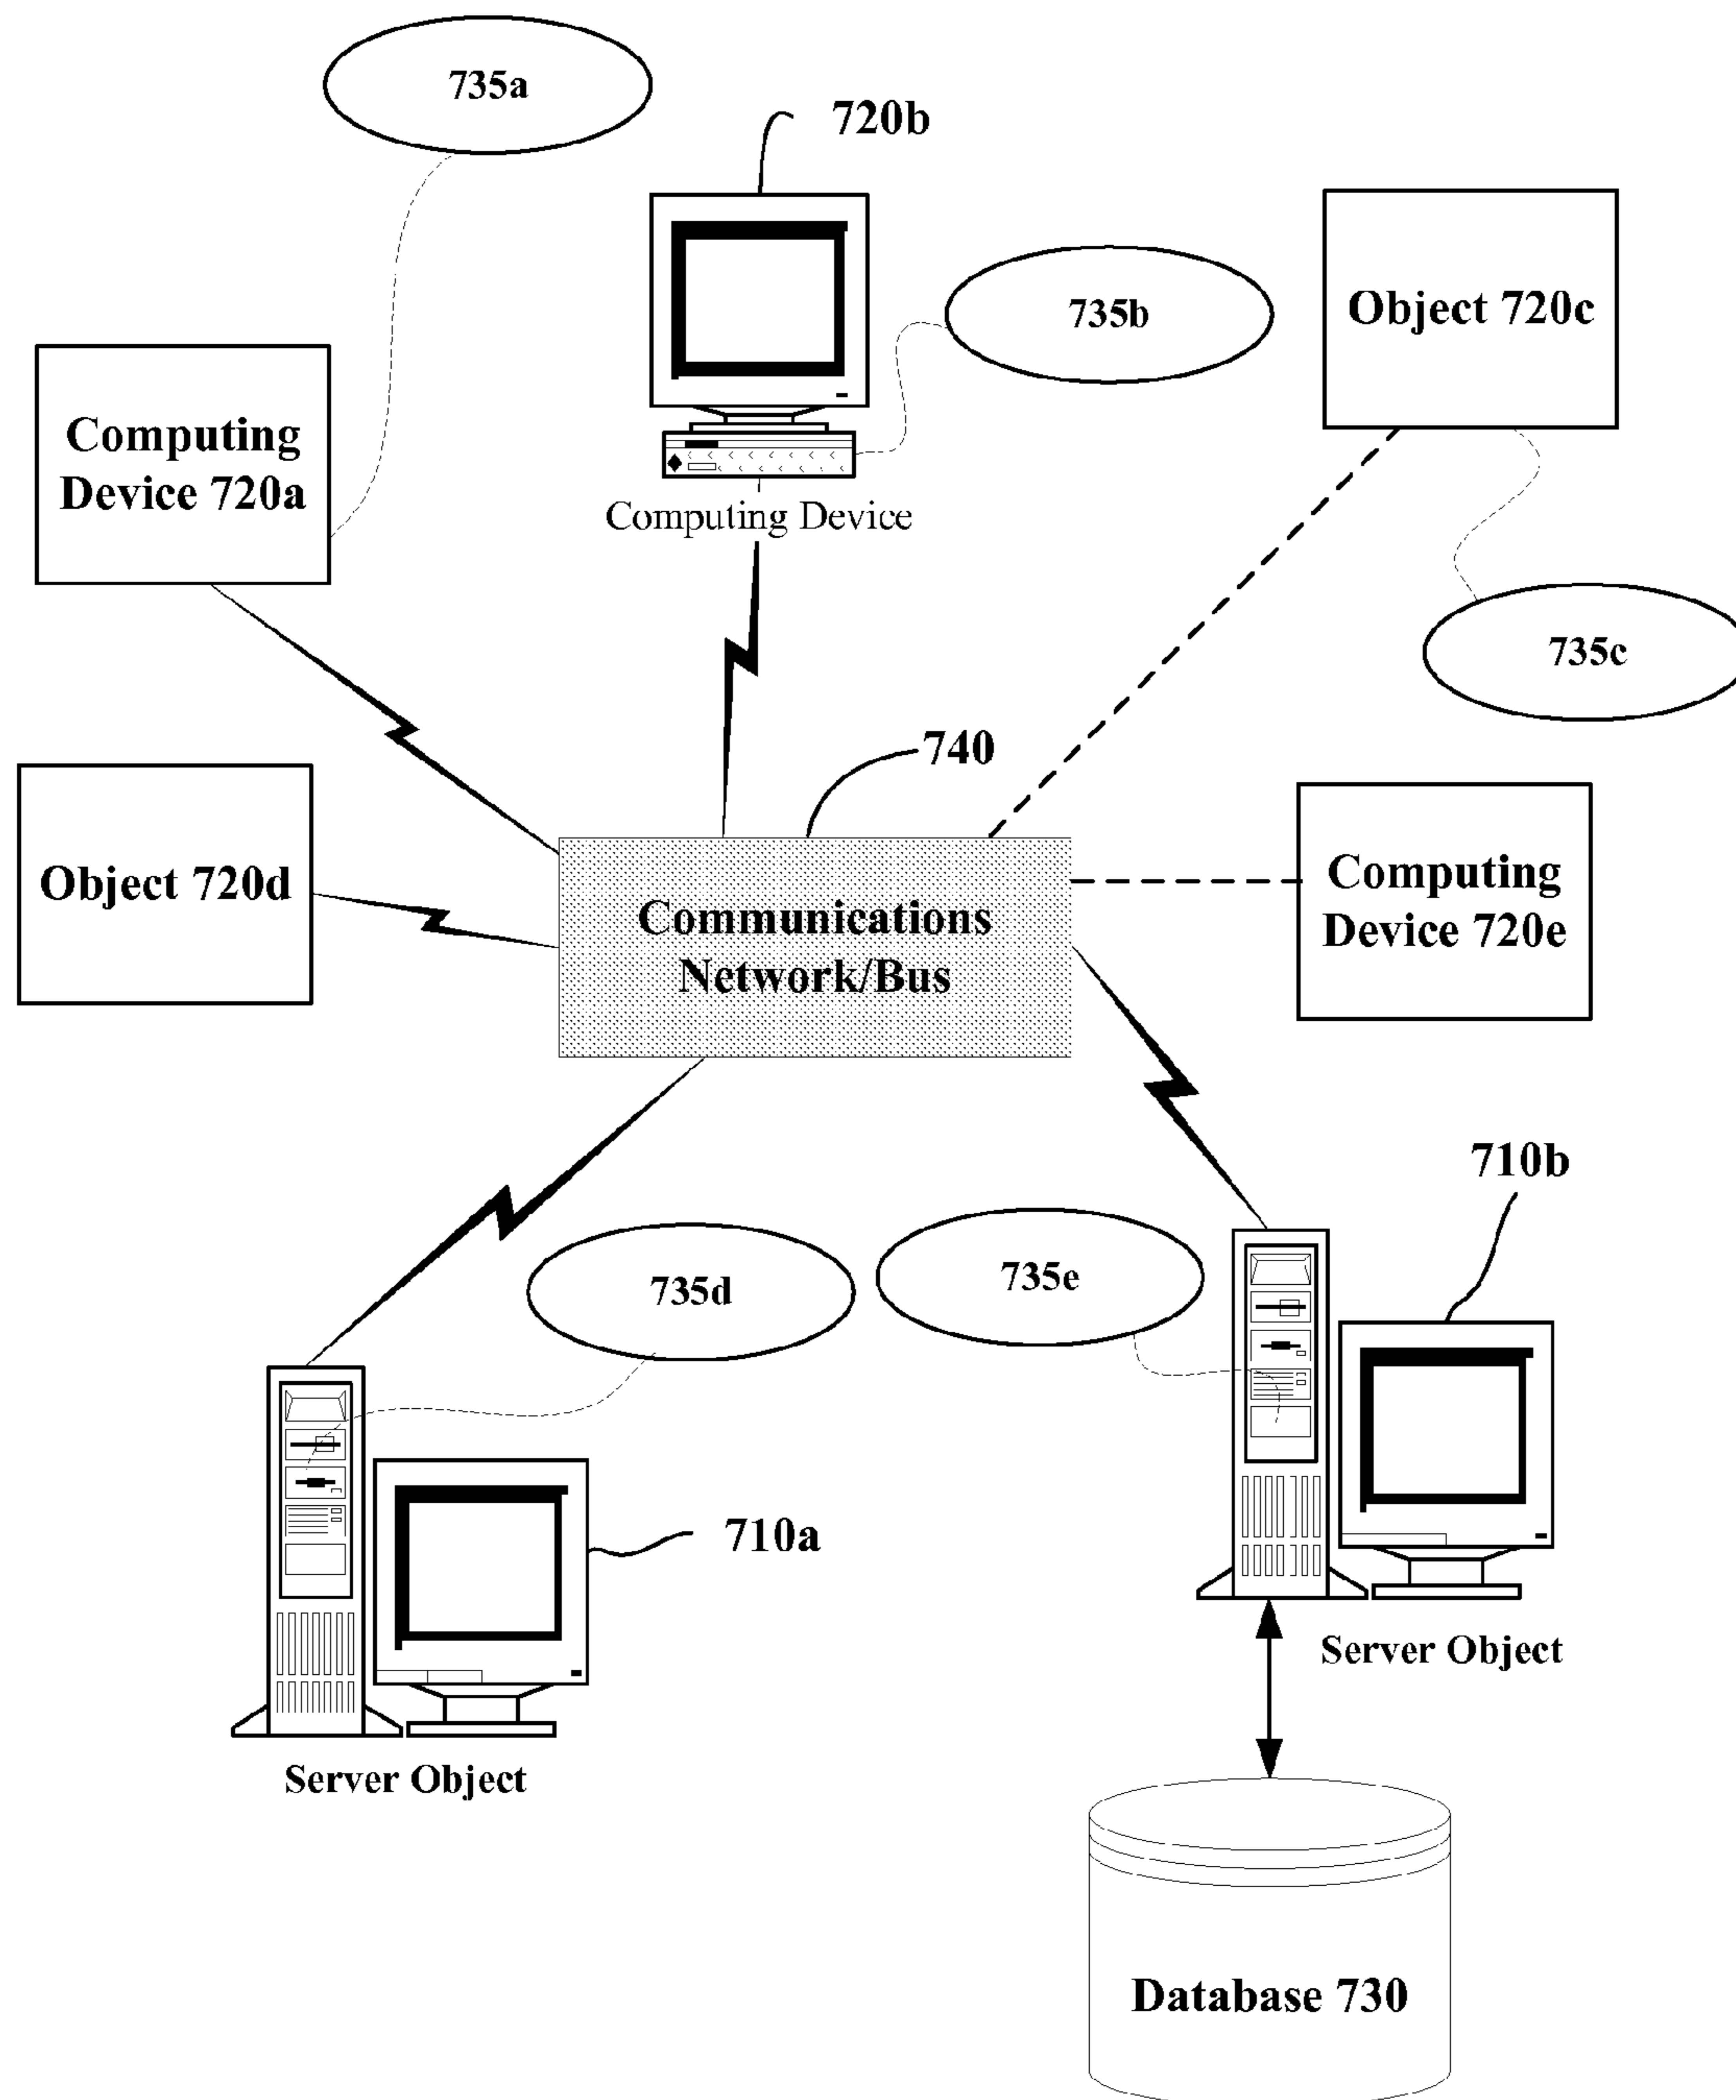 735a
720b
735b
Object 720c
Computing
Device 720a
Computing Device
735c
740
Object 720d
Computing
Device 720e
Communications
Network/Bus
710b
735d
735e
710a
Server Object
Server Object
Database 730